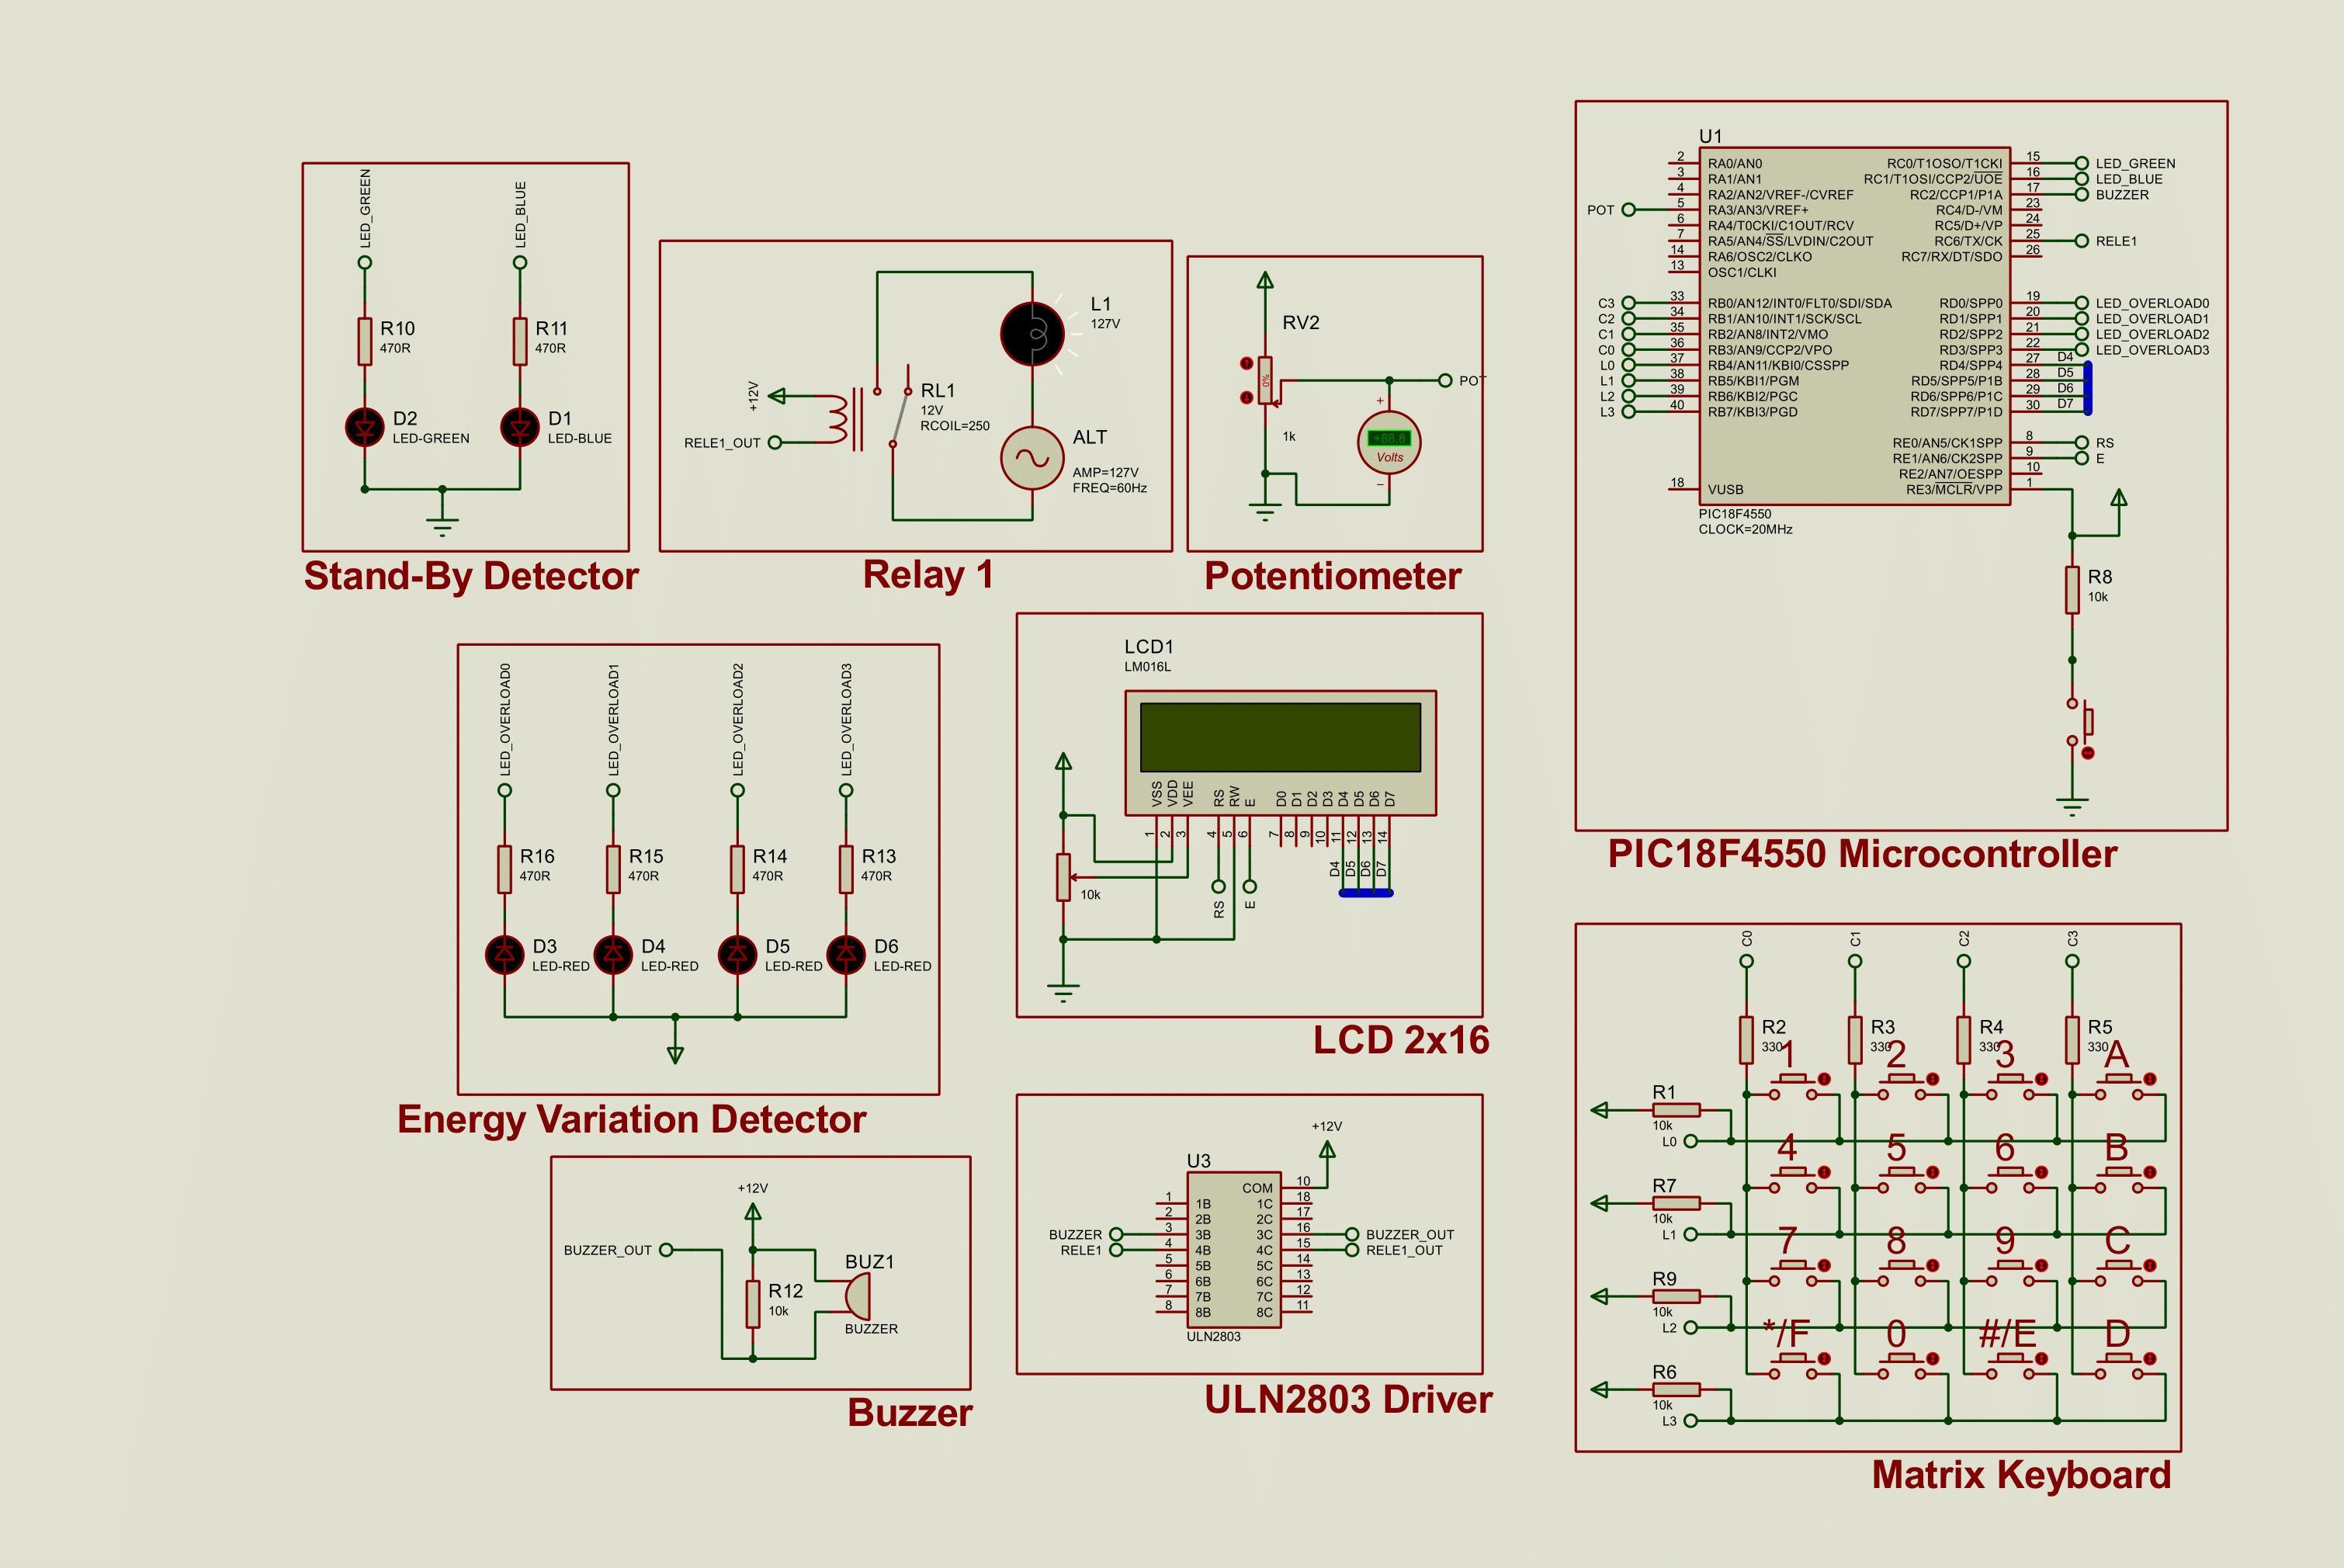 LED_GREEN
LED_BLUE
R10
470R
R11
470R
D2
LED-GREEN
D1
LED-BLUE
Stand-By Detector
+12V
RELE1_OUT
RL1
12V
RCOIL=250
L1
127V
ALT
AMP=127V
FREQ=60Hz
Relay 1
RV2
0%
1k
POT
+
+88.8
Volts
−
Potentiometer
U1
2 RA0/AN0
3 RA1/AN1
4 RA2/AN2/VREF-/CVREF
POT 5 RA3/AN3/VREF+
6 RA4/T0CKI/C1OUT/RCV
7 RA5/AN4/SS/LVDIN/C2OUT
14 RA6/OSC2/CLKO
13 OSC1/CLKI
C3 33 RB0/AN12/INT0/FLT0/SDI/SDA
C2 34 RB1/AN10/INT1/SCK/SCL
C1 35 RB2/AN8/INT2/VMO
C0 36 RB3/AN9/CCP2/VPO
L0 37 RB4/AN11/KBI0/CSSPP
L1 38 RB5/KBI1/PGM
L2 39 RB6/KBI2/PGC
L3 40 RB7/KBI3/PGD
18 VUSB
RC0/T1OSO/T1CKI 15 LED_GREEN
RC1/T1OSI/CCP2/UOE 16 LED_BLUE
RC2/CCP1/P1A 17 BUZZER
RC4/D-/VM 23
RC5/D+/VP 24
RC6/TX/CK 25 RELE1
RC7/RX/DT/SDO 26
RD0/SPP0 19 LED_OVERLOAD0
RD1/SPP1 20 LED_OVERLOAD1
RD2/SPP2 21 LED_OVERLOAD2
RD3/SPP3 22 LED_OVERLOAD3
RD4/SPP4 27 D4
RD5/SPP5/P1B 28 D5
RD6/SPP6/P1C 29 D6
RD7/SPP7/P1D 30 D7
RE0/AN5/CK1SPP 8 RS
RE1/AN6/CK2SPP 9 E
RE2/AN7/OESPP 10
RE3/MCLR/VPP 1
PIC18F4550
CLOCK=20MHz
R8
10k
PIC18F4550 Microcontroller
LED_OVERLOAD0
LED_OVERLOAD1
LED_OVERLOAD2
LED_OVERLOAD3
R16
470R
R15
470R
R14
470R
R13
470R
D3
LED-RED
D4
LED-RED
D5
LED-RED
D6
LED-RED
Energy Variation Detector
LCD1
LM016L
VSS VDD VEE RS RW E D0 D1 D2 D3 D4 D5 D6 D7
1 2 3 4 5 6 7 8 9 10 11 12 13 14
D4 D5 D6 D7
10k
RS E
LCD 2x16
+12V
BUZZER_OUT
BUZ1
R12
10k
BUZZER
Buzzer
+12V
U3
COM 10
1 1B 1C 18
2 2B 2C 17
BUZZER 3 3B 3C 16 BUZZER_OUT
RELE1 4 4B 4C 15 RELE1_OUT
5 5B 5C 14
6 6B 6C 13
7 7B 7C 12
8 8B 8C 11
ULN2803
ULN2803 Driver
C0 C1 C2 C3
R2
330
R3
330
R4
330
R5
330
1 2 3 A
R1
10k
L0
4 5 6 B
R7
10k
L1
7 8 9 C
R9
10k
L2
*/F 0 #/E D
R6
10k
L3
Matrix Keyboard